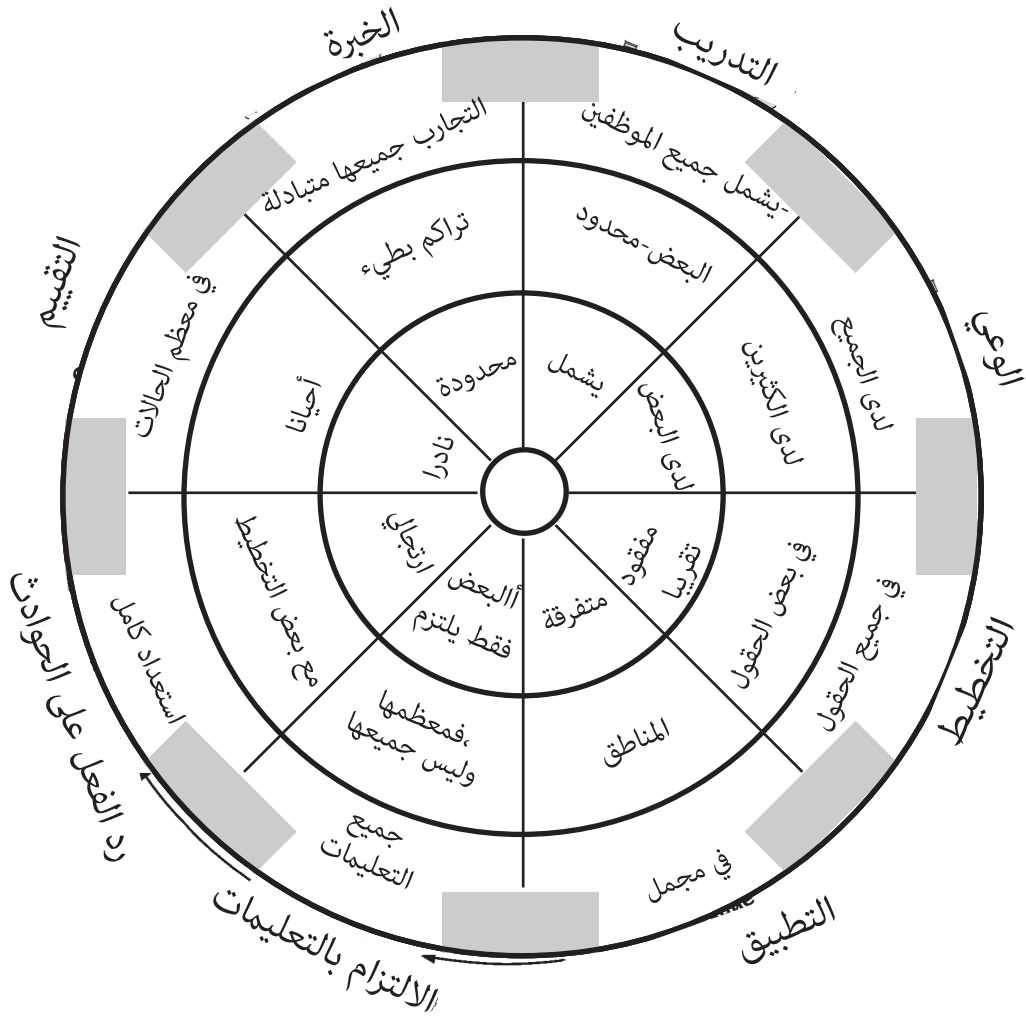 الخبرة
التدريب
الوعي
التخطيط
التطبيق
الالتزام بالتعليمات
رد الفعل على الحوادث
التقييم
التجارب جميعها متبادلة
تراكم بطيء
محدودة
-يشمل جميع الموظفين
البعض-محدود
يشمل
لدى الجميع
لدى الكثيرين
لدى البعض
في جميع الحقول
في بعض الحقول
مفقود
تقريبا
في مجمل
المناطق
متفرقة
جميع
التعليمات
،فمعظمها
وليس جميعها
أالبعض
فقط يلتزم
استعداد كامل
مع بعض التخطيط
ارتجالي
في معظم الحالات
أحيانا
نادرا